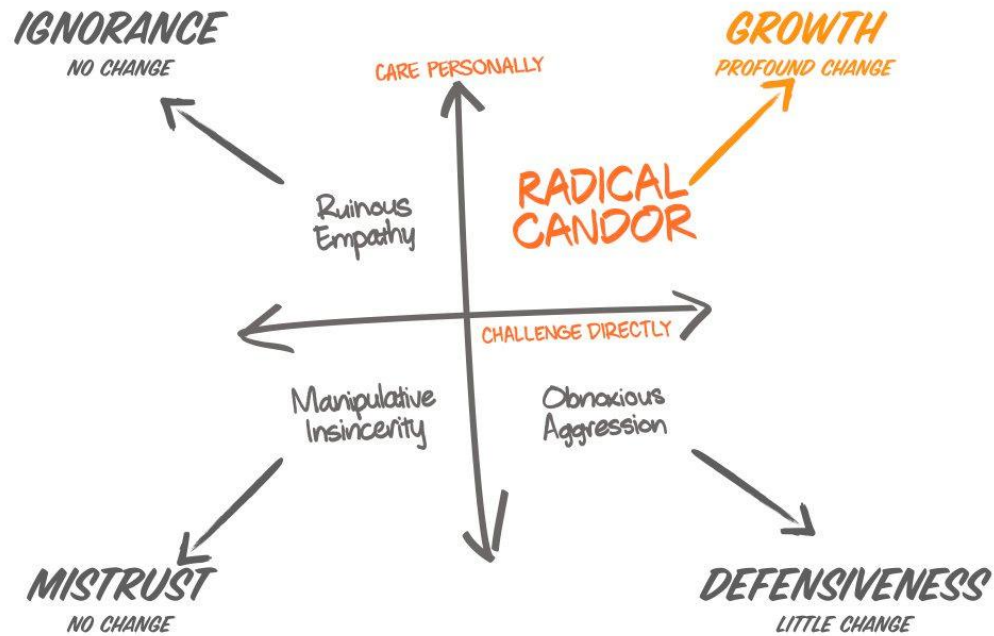 IGNORANCE
NO CHANGE
GROWTH
PROFOUND CHANGE
CARE PERSONALLY
RADICAL
CANDOR
Ruinous
Empathy
CHALLENGE DIRECTLY
Manipulative
Insincerity
Obnoxious
Aggression
MISTRUST
NO CHANGE
DEFENSIVENESS
LITTLE CHANGE